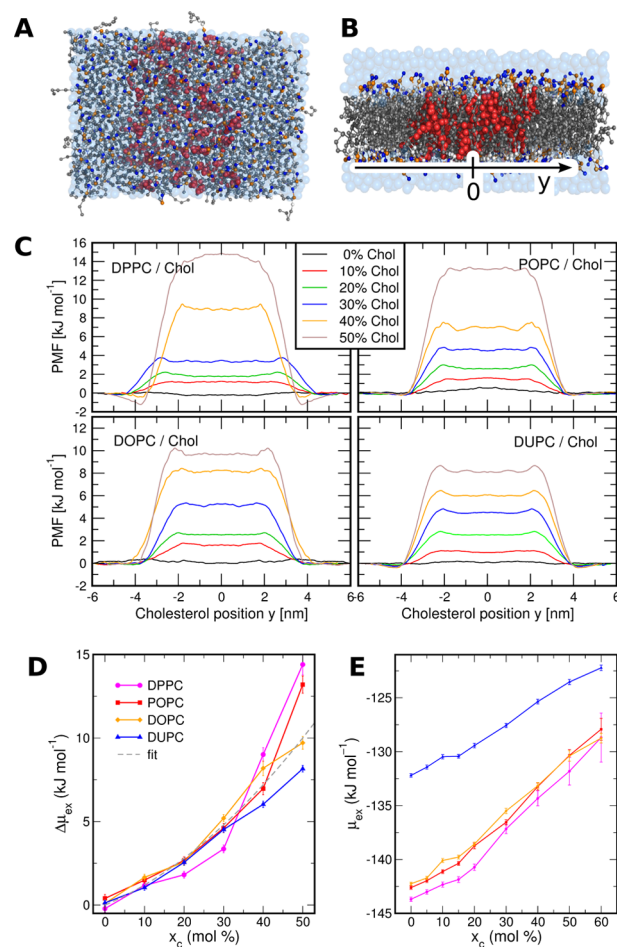 A
B
0
y
C
16
14
12
10
8
6
4
2
0
-2
PMF [kJ mol-1]
DPPC / Chol
0% Chol
10% Chol
20% Chol
30% Chol
40% Chol
50% Chol
POPC / Chol
12
10
8
6
4
2
0
PMF [kJ mol-1]
DOPC / Chol
DUPC / Chol
-6 -4 -2 0 2 4 6-6 -4 -2 0 2 4 6
Cholesterol position y [nm] Cholesterol position y [nm]
D
15
10
5
0
Δμex (kJ mol-1)
DPPC
POPC
DOPC
DUPC
fit
0 10 20 30 40 50
xc (mol %)
E
-125
-130
-135
-140
-145
μex (kJ mol-1)
0 10 20 30 40 50 60
xc (mol %)